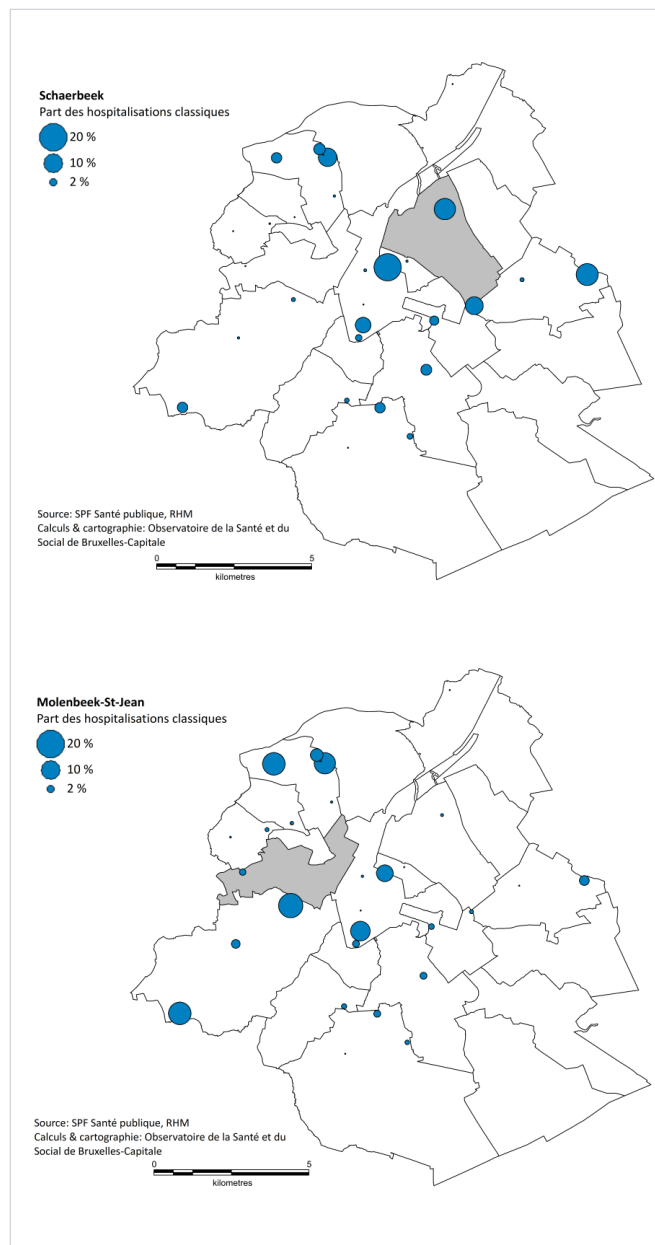 Schaerbeek
Part des hospitalisations classiques
20 %
10 %
2 %
Source: SPF Santé publique, RHM
Calculs & cartographie: Observatoire de la Santé et du
Social de Bruxelles-Capitale
0 5
kilometres
Molenbeek-St-Jean
Part des hospitalisations classiques
20 %
10 %
2 %
Source: SPF Santé publique, RHM
Calculs & cartographie: Observatoire de la Santé et du
Social de Bruxelles-Capitale
0 5
kilometres